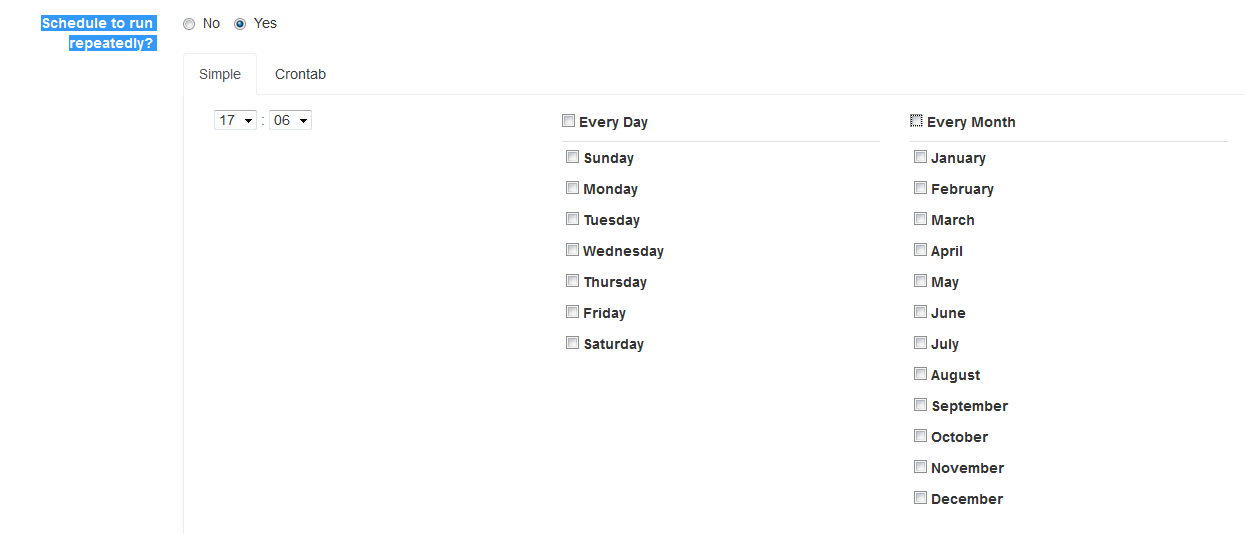 Schedule to run
repeatedly?
No Yes
Simple Crontab
17 : 06
Every Day
Sunday
Monday
Tuesday
Wednesday
Thursday
Friday
Saturday
Every Month
January
February
March
April
May
June
July
August
September
October
November
December